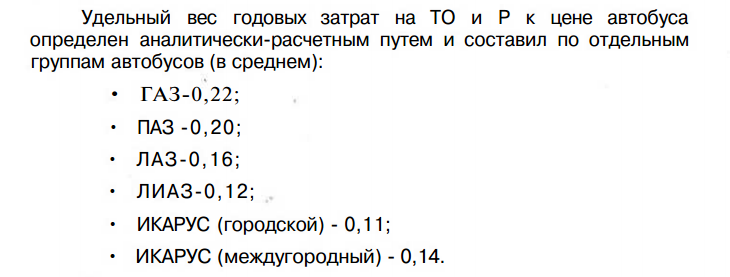 Удельный вес годовых затрат на ТО и Р к цене автобуса
определен аналитически-расчетным путем и составил по отдельным
группам автобусов (в среднем):
• ГАЗ-0,22;
• ПАЗ -0,20;
• ЛАЗ-0,16;
• ЛИАЗ-0,12;
• ИКАРУС (городской) - 0,11;
• ИКАРУС (междугородный) - 0,14.